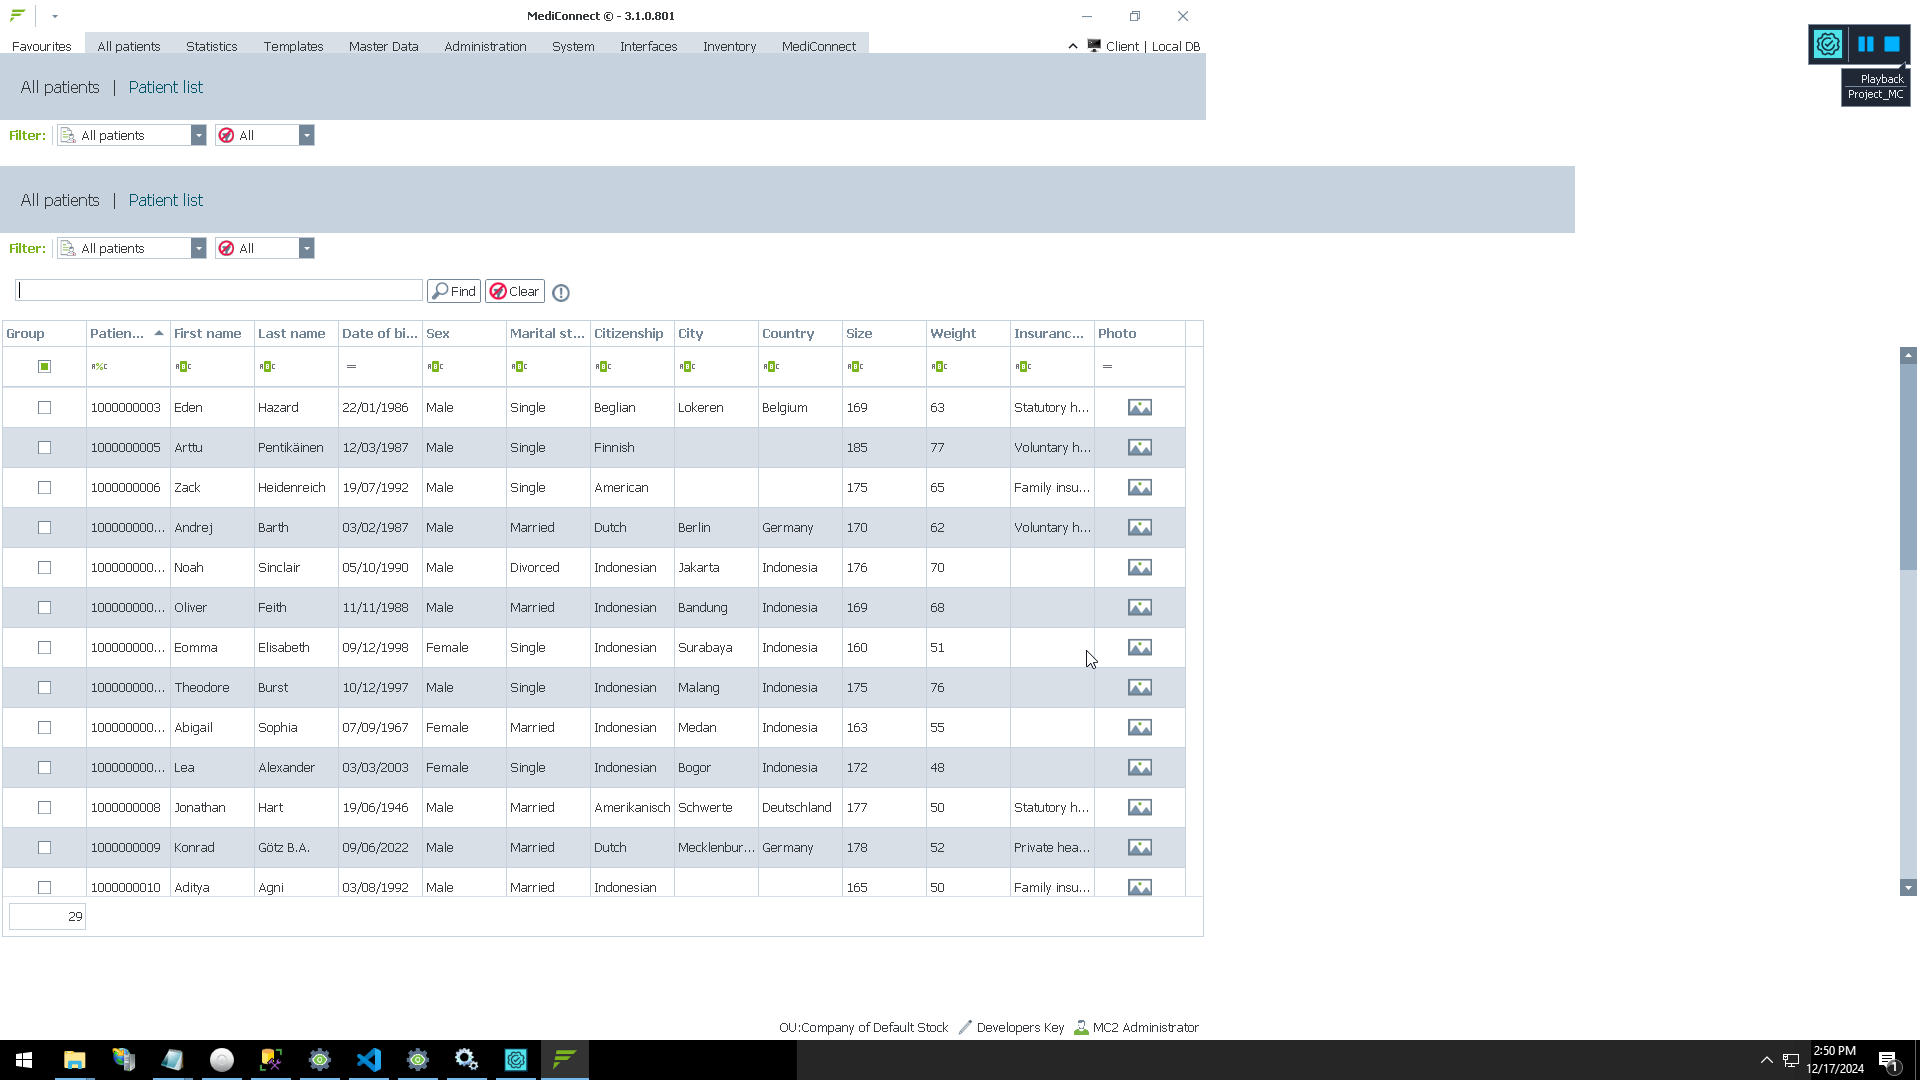 MediConnect © - 3.1.0.801
Favourites All patients Statistics Templates Master Data Administration System Interfaces Inventory MediConnect Client | Local DB
Playback
Project_MC
All patients | Patient list
Filter: All patients All
All patients | Patient list
Filter: All patients All
Find Clear
Group Patien... First name Last name Date of bi... Sex Marital st... Citizenship City Country Size Weight Insuranc... Photo
1000000003 Eden Hazard 22/01/1986 Male Single Beglian Lokeren Belgium 169 63 Statutory h...
1000000005 Arttu Pentikäinen 12/03/1987 Male Single Finnish 185 77 Voluntary h...
1000000006 Zack Heidenreich 19/07/1992 Male Single American 175 65 Family insu...
100000000... Andrej Barth 03/02/1987 Male Married Dutch Berlin Germany 170 62 Voluntary h...
100000000... Noah Sinclair 05/10/1990 Male Divorced Indonesian Jakarta Indonesia 176 70
100000000... Oliver Feith 11/11/1988 Male Married Indonesian Bandung Indonesia 169 68
100000000... Eomma Elisabeth 09/12/1998 Female Single Indonesian Surabaya Indonesia 160 51
100000000... Theodore Burst 10/12/1997 Male Single Indonesian Malang Indonesia 175 76
100000000... Abigail Sophia 07/09/1967 Female Married Indonesian Medan Indonesia 163 55
100000000... Lea Alexander 03/03/2003 Female Single Indonesian Bogor Indonesia 172 48
1000000008 Jonathan Hart 19/06/1946 Male Married Amerikanisch Schwerte Deutschland 177 50 Statutory h...
1000000009 Konrad Götz B.A. 09/06/2022 Male Married Dutch Mecklenbur... Germany 178 52 Private hea...
1000000010 Aditya Agni 03/08/1992 Male Married Indonesian 165 50 Family insu...
29
OU:Company of Default Stock Developers Key MC2 Administrator
2:50 PM
12/17/2024
1